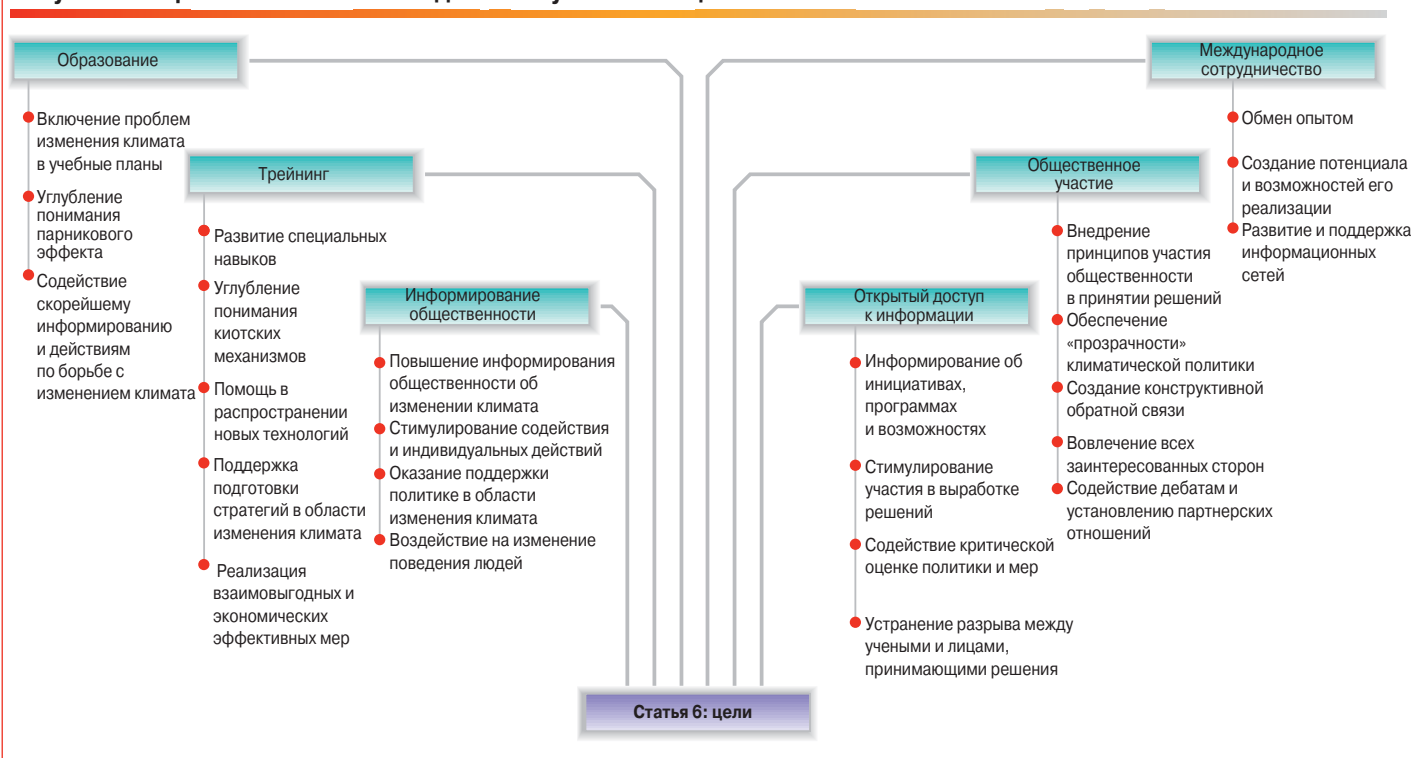 Образование
Включение проблем
изменения климата
в учебные планы
Углубление
понимания
парникового
эффекта
Содействие
скорейшему
информированию
и действиям
по борьбе с
изменением климата
Трейнинг
Развитие специальных
навыков
Углубление
понимания
киотских
механизмов
Помощь в
распространении
новых технологий
Поддержка
подготовки
стратегий в области
изменения климата
Реализация
взаимовыгодных и
экономических
эффективных мер
Информирование
общественности
Повышение информирования
общественности об
изменении климата
Стимулирование содействия
и индивидуальных действий
Оказание поддержки
политике в области
изменения климата
Воздействие на изменение
поведения людей
Открытый доступ
к информации
Информирование об
инициативах,
программах
и возможностях
Стимулирование
участия в выработке
решений
Содействие критической
оценке политики и мер
Устранение разрыва между
учеными и лицами,
принимающими решения
Общественное
участие
Внедрение
принципов участия
общественности
в принятии решений
Обеспечение
«прозрачности»
климатической политики
Создание конструктивной
обратной связи
Вовлечение всех
заинтересованных сторон
Содействие дебатам и
установлению партнерских
отношений
Международное
сотрудничество
Обмен опытом
Создание потенциала
и возможностей его
реализации
Развитие и поддержка
информационных
сетей
Статья 6: цели